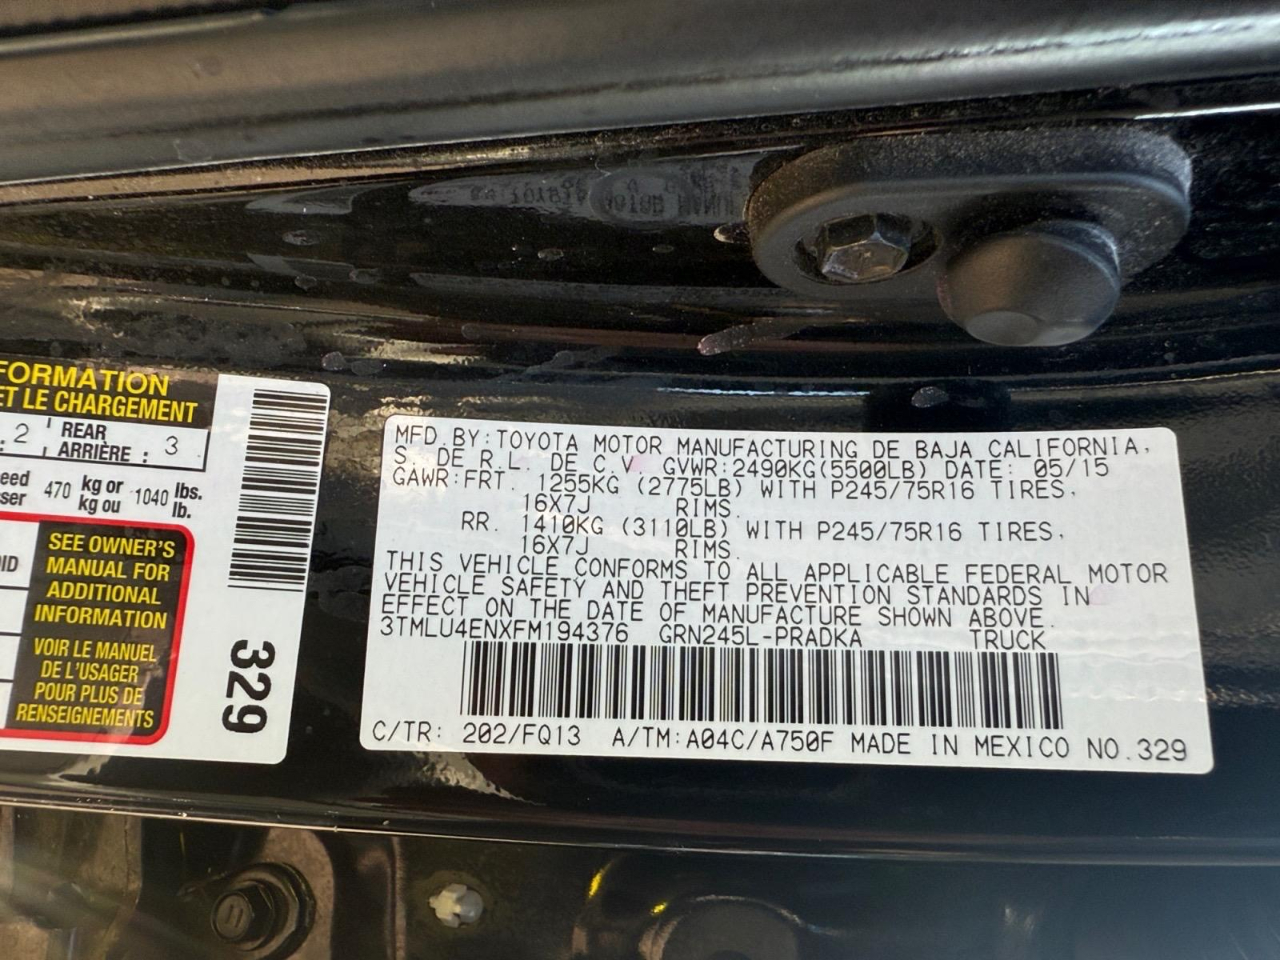 FORMATION
ET LE CHARGEMENT
: 2 REAR
ARRIÈRE : 3
470 kg or
kg ou 1040 lbs.
lb.
SEE OWNER'S
MANUAL FOR
ADDITIONAL
INFORMATION
VOIR LE MANUEL
DE L'USAGER
POUR PLUS DE
RENSEIGNEMENTS
329
MFD.BY:TOYOTA MOTOR MANUFACTURING DE BAJA CALIFORNIA,
S. DE R.L. DE C.V. GVWR:2490KG(5500LB) DATE: 05/15
GAWR:FRT. 1255KG (2775LB) WITH P245/75R16 TIRES,
16X7J RIMS.
RR. 1410KG (3110LB) WITH P245/75R16 TIRES,
16X7J RIMS.
THIS VEHICLE CONFORMS TO ALL APPLICABLE FEDERAL MOTOR
VEHICLE SAFETY AND THEFT PREVENTION STANDARDS IN
EFFECT ON THE DATE OF MANUFACTURE SHOWN ABOVE.
3TMLU4ENXFM194376 GRN245L-PRADKA TRUCK
C/TR: 202/FQ13 A/TM:A04C/A750F MADE IN MEXICO NO.329